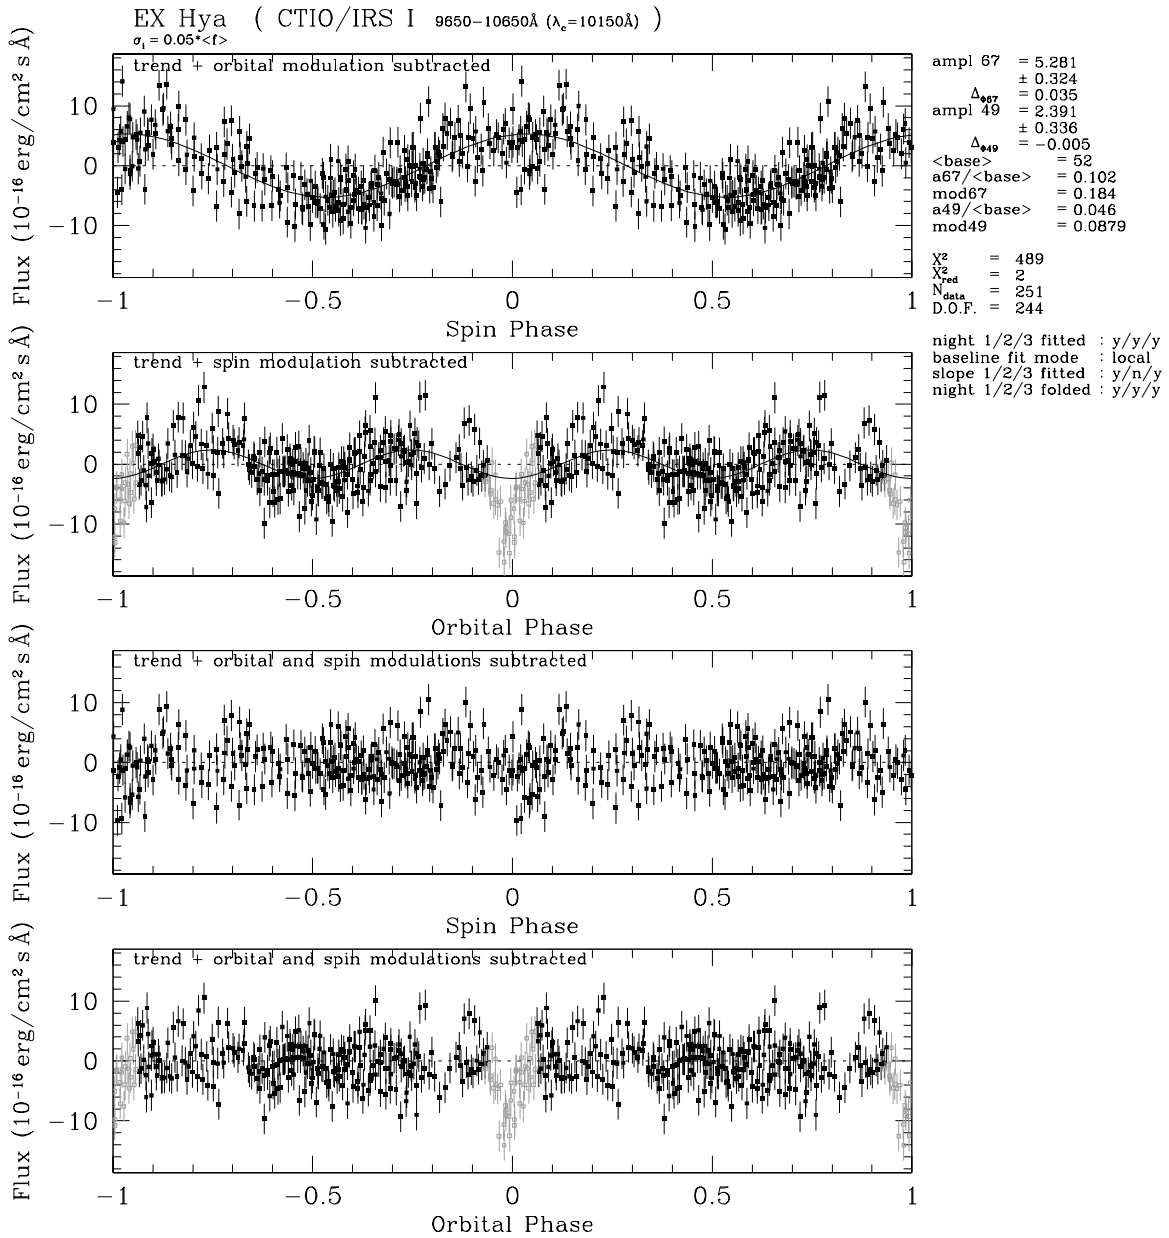 EX Hya ( CTIO/IRS I 9650−10650Å (λc=10150Å) )
σi = 0.05*<f>
trend + orbital modulation subtracted
Flux (10−16 erg/cm2 s Å)
10
0
−10
−1 −0.5 0 0.5 1
Spin Phase
trend + spin modulation subtracted
Flux (10−16 erg/cm2 s Å)
10
0
−10
−1 −0.5 0 0.5 1
Orbital Phase
trend + orbital and spin modulations subtracted
Flux (10−16 erg/cm2 s Å)
10
0
−10
−1 −0.5 0 0.5 1
Spin Phase
trend + orbital and spin modulations subtracted
Flux (10−16 erg/cm2 s Å)
10
0
−10
−1 −0.5 0 0.5 1
Orbital Phase
ampl 67 = 5.281
± 0.324
ΔΦ67 = 0.035
ampl 49 = 2.391
± 0.336
ΔΦ49 = −0.005
<base> = 52
a67/<base> = 0.102
mod67 = 0.184
a49/<base> = 0.046
mod49 = 0.0879
X2 = 489
X2red = 2
Ndata = 251
D.O.F. = 244
night 1/2/3 fitted : y/y/y
baseline fit mode : local
slope 1/2/3 fitted : y/n/y
night 1/2/3 folded : y/y/y